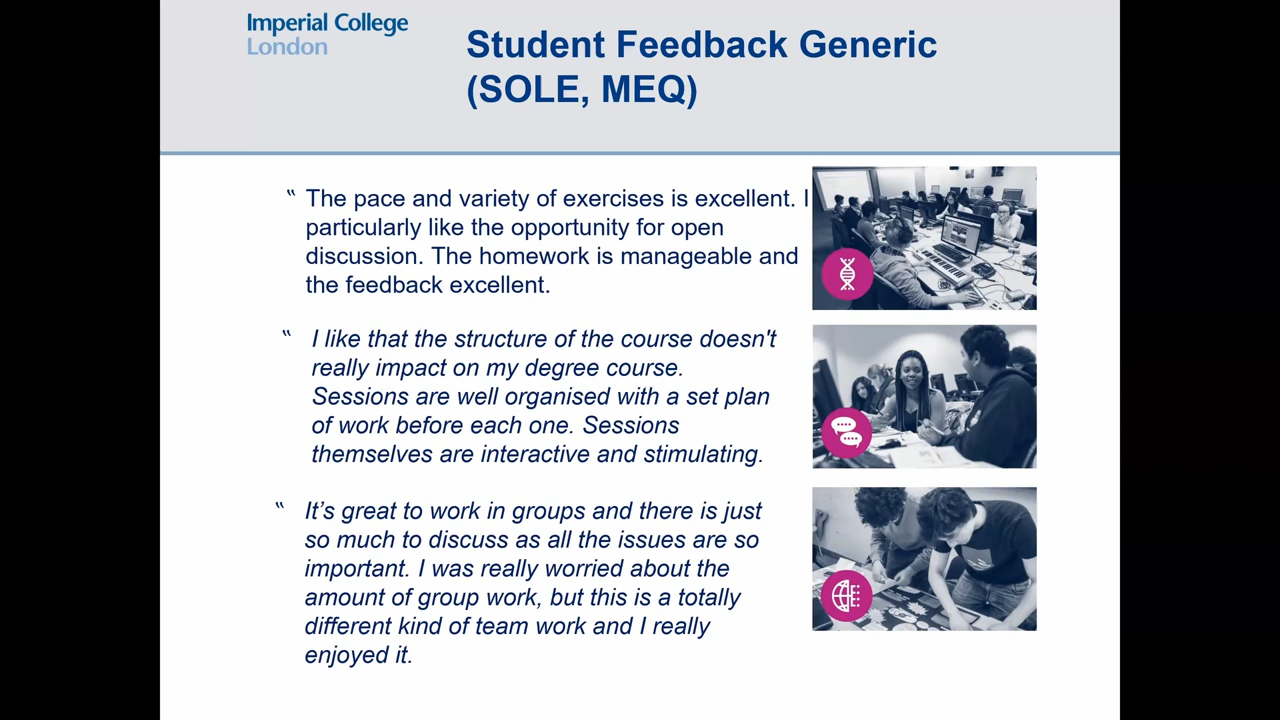 Imperial College
London
Student Feedback Generic
(SOLE, MEQ)
‟ The pace and variety of exercises is excellent. I
particularly like the opportunity for open
discussion. The homework is manageable and
the feedback excellent.
‟ I like that the structure of the course doesn't
really impact on my degree course.
Sessions are well organised with a set plan
of work before each one. Sessions
themselves are interactive and stimulating.
‟ It’s great to work in groups and there is just
so much to discuss as all the issues are so
important. I was really worried about the
amount of group work, but this is a totally
different kind of team work and I really
enjoyed it.